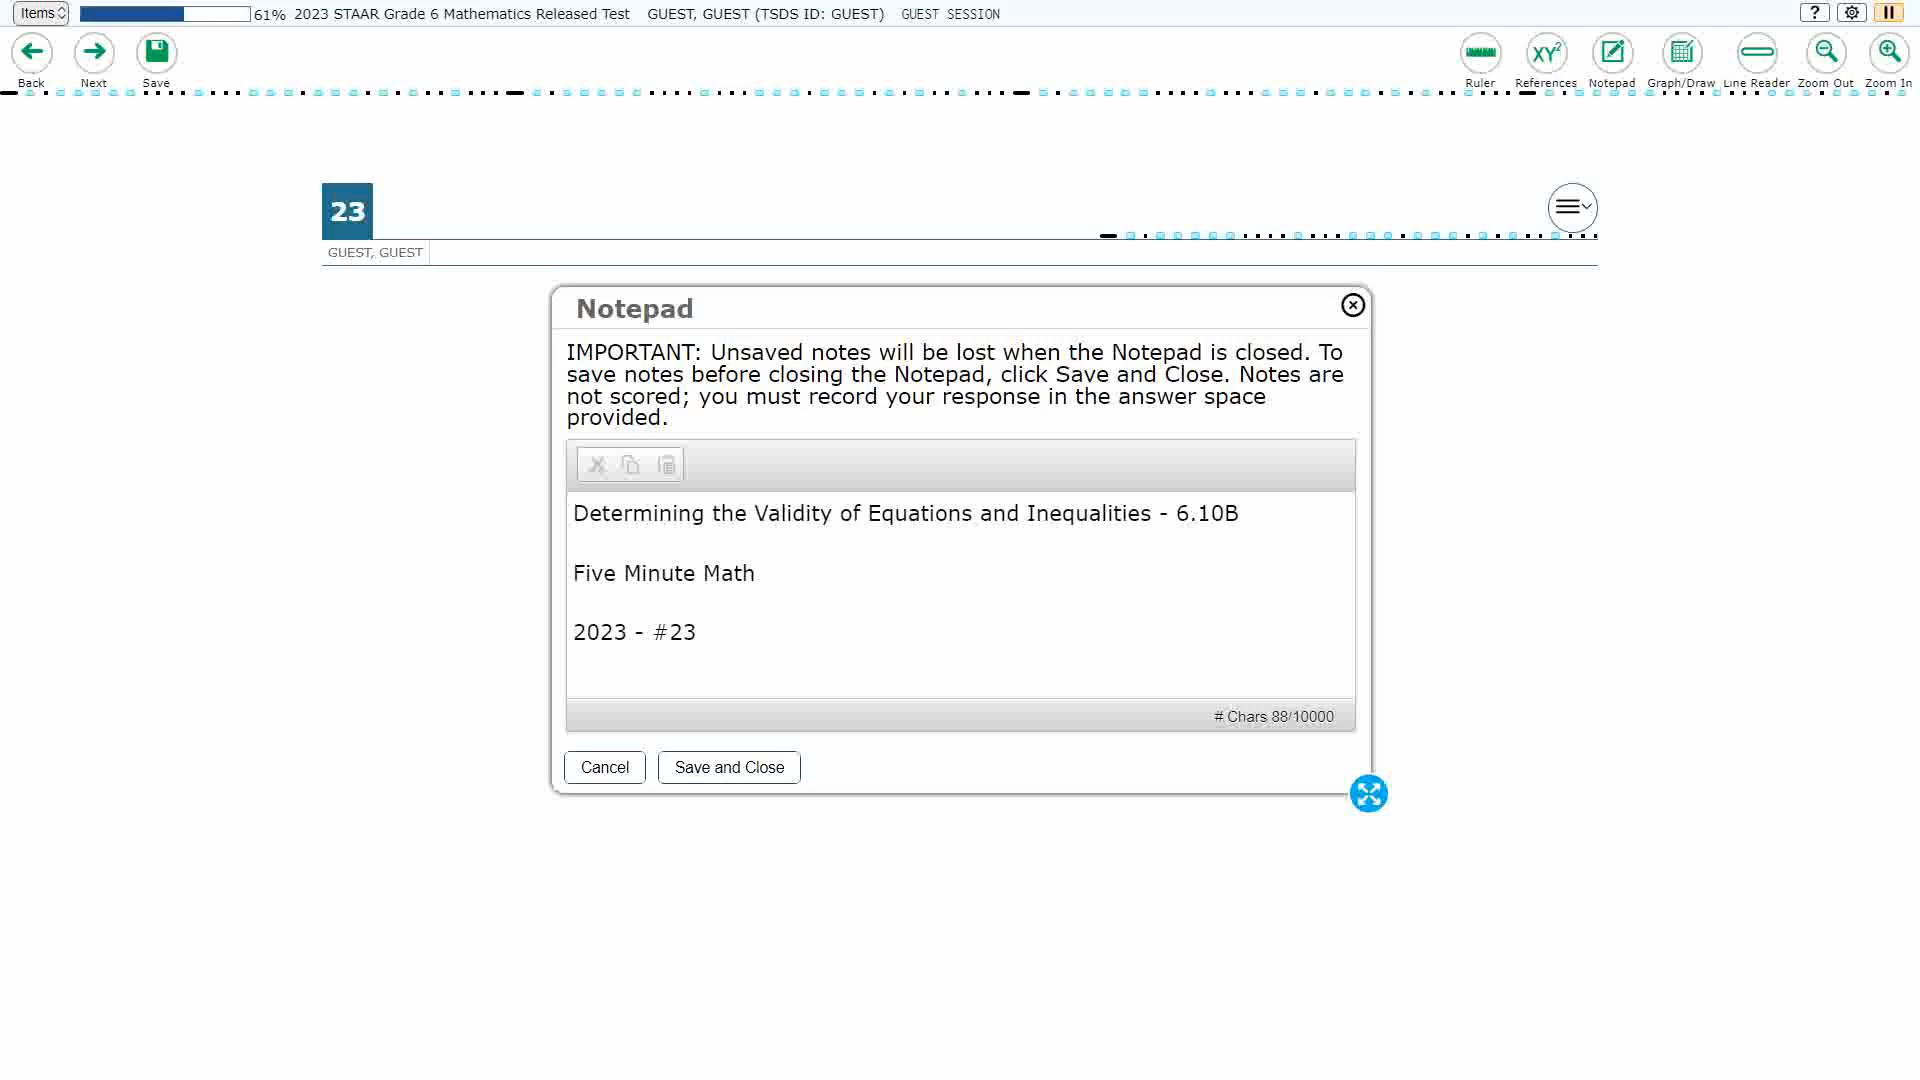 Items 61% 2023 STAAR Grade 6 Mathematics Released Test GUEST, GUEST (TSDS ID: GUEST) GUEST SESSION ?
Back Next Save XY² Ruler References Notepad Graph/Draw Line Reader Zoom Out Zoom In
23
GUEST, GUEST
Notepad
IMPORTANT: Unsaved notes will be lost when the Notepad is closed. To
save notes before closing the Notepad, click Save and Close. Notes are
not scored; you must record your response in the answer space
provided.
Determining the Validity of Equations and Inequalities - 6.10B
Five Minute Math
2023 - #23
# Chars 88/10000
Cancel Save and Close